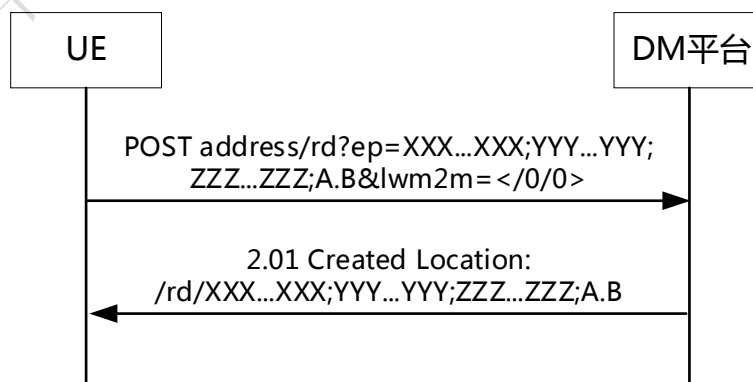 UE
DM平台
POST address/rd?ep=XXX...XXX;YYY...YYY;
ZZZ...ZZZ;A.B&lwm2m=</0/0>
2.01 Created Location:
/rd/XXX...XXX;YYY...YYY;ZZZ...ZZZ;A.B